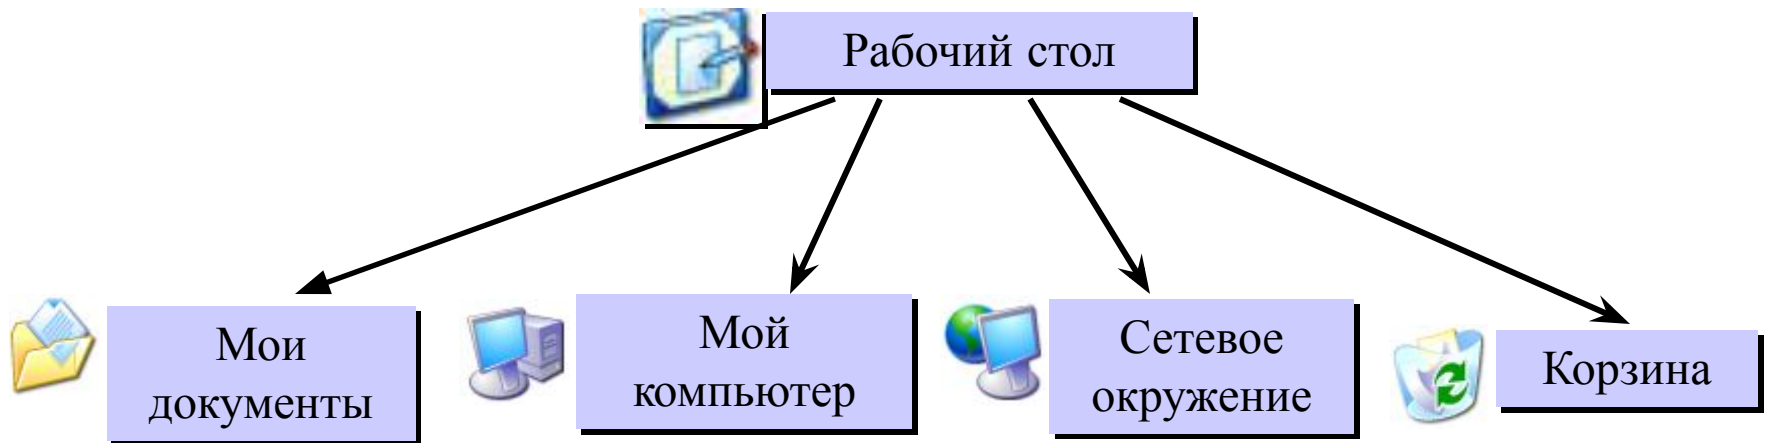 Рабочий стол
Мои
документы
Мой
компьютер
Сетевое
окружение
Корзина